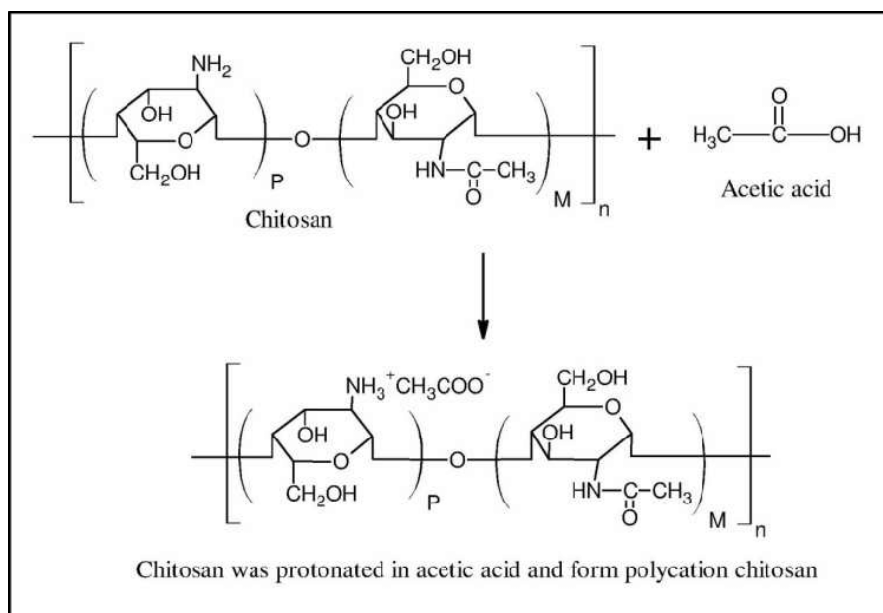 NH₂
OH
O
CH₂OH
P
O
CH₂OH
O
OH
HN-C-CH₃
O
M
n
Chitosan
+
O
H₃C-C-OH
Acetic acid
NH₃⁺CH₃COO⁻
OH
O
CH₂OH
P
O
CH₂OH
O
OH
HN-C-CH₃
O
M
n
Chitosan was protonated in acetic acid and form polycation chitosan